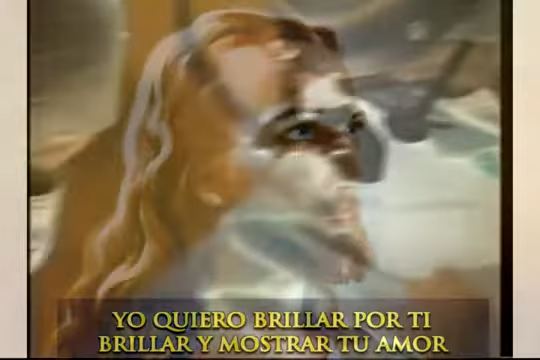 YO QUIERO BRILLAR POR TI
BRILLAR Y MOSTRAR TU AMOR